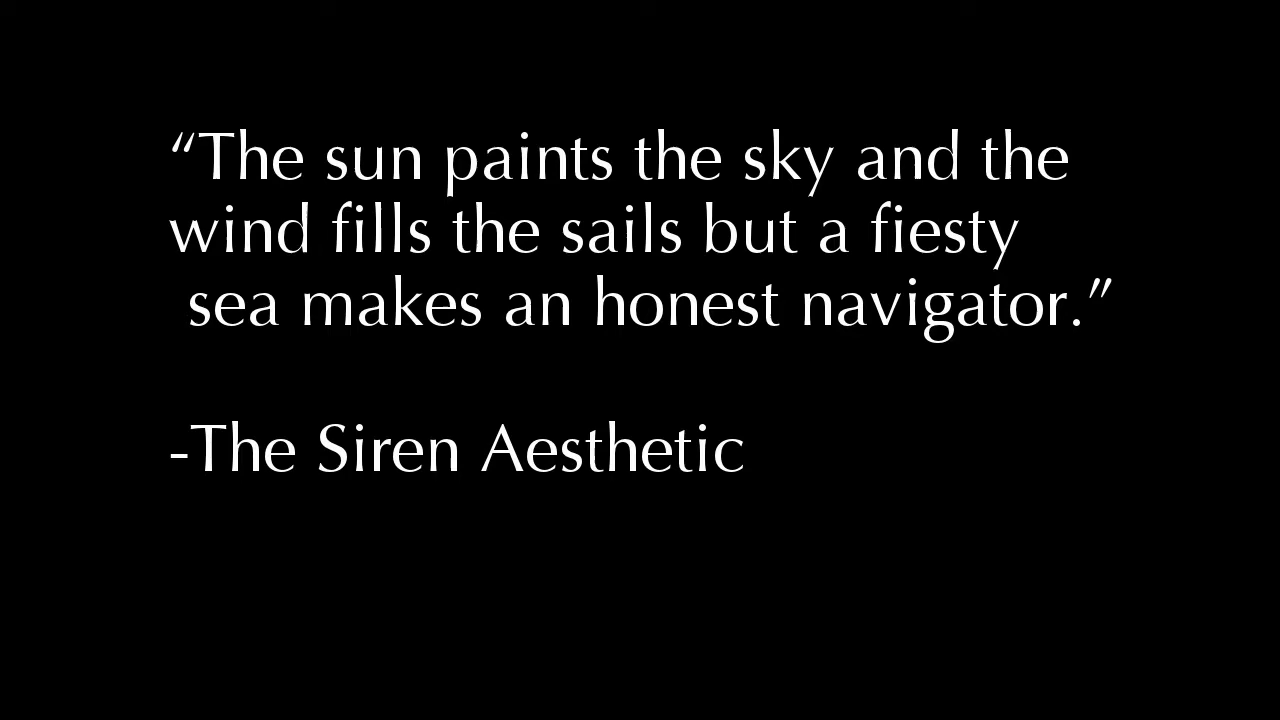 “The sun paints the sky and the
wind fills the sails but a fiesty
sea makes an honest navigator.”
-The Siren Aesthetic